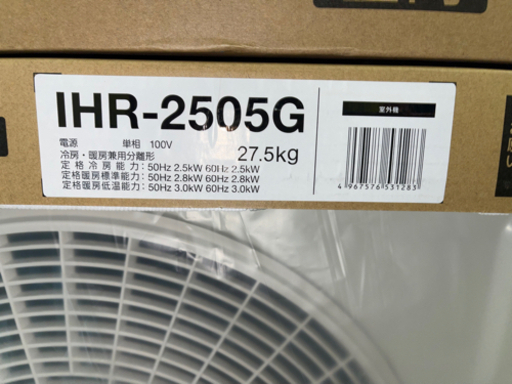 IHR-2505G
室外機
電源 単相 100V
冷房・暖房兼用分離形 27.5kg
定格冷房能力:50Hz 2.5kW 60Hz 2.5kW
定格暖房標準能力:50Hz 2.8kW 60Hz 2.8kW
定格暖房低温能力:50Hz 3.0kW 60Hz 3.0kW
4 967576 531283